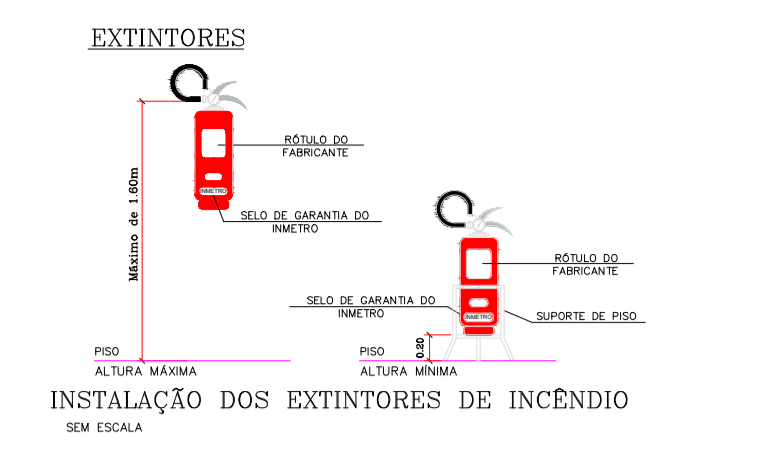 EXTINTORES
RÓTULO DO
FABRICANTE
Máximo de 1.60m
INMETRO
SELO DE GARANTIA DO
INMETRO
RÓTULO DO
FABRICANTE
SELO DE GARANTIA DO
INMETRO
INMETRO
SUPORTE DE PISO
0.20
PISO
ALTURA MÁXIMA
PISO
ALTURA MÍNIMA
INSTALAÇÃO DOS EXTINTORES DE INCÊNDIO
SEM ESCALA